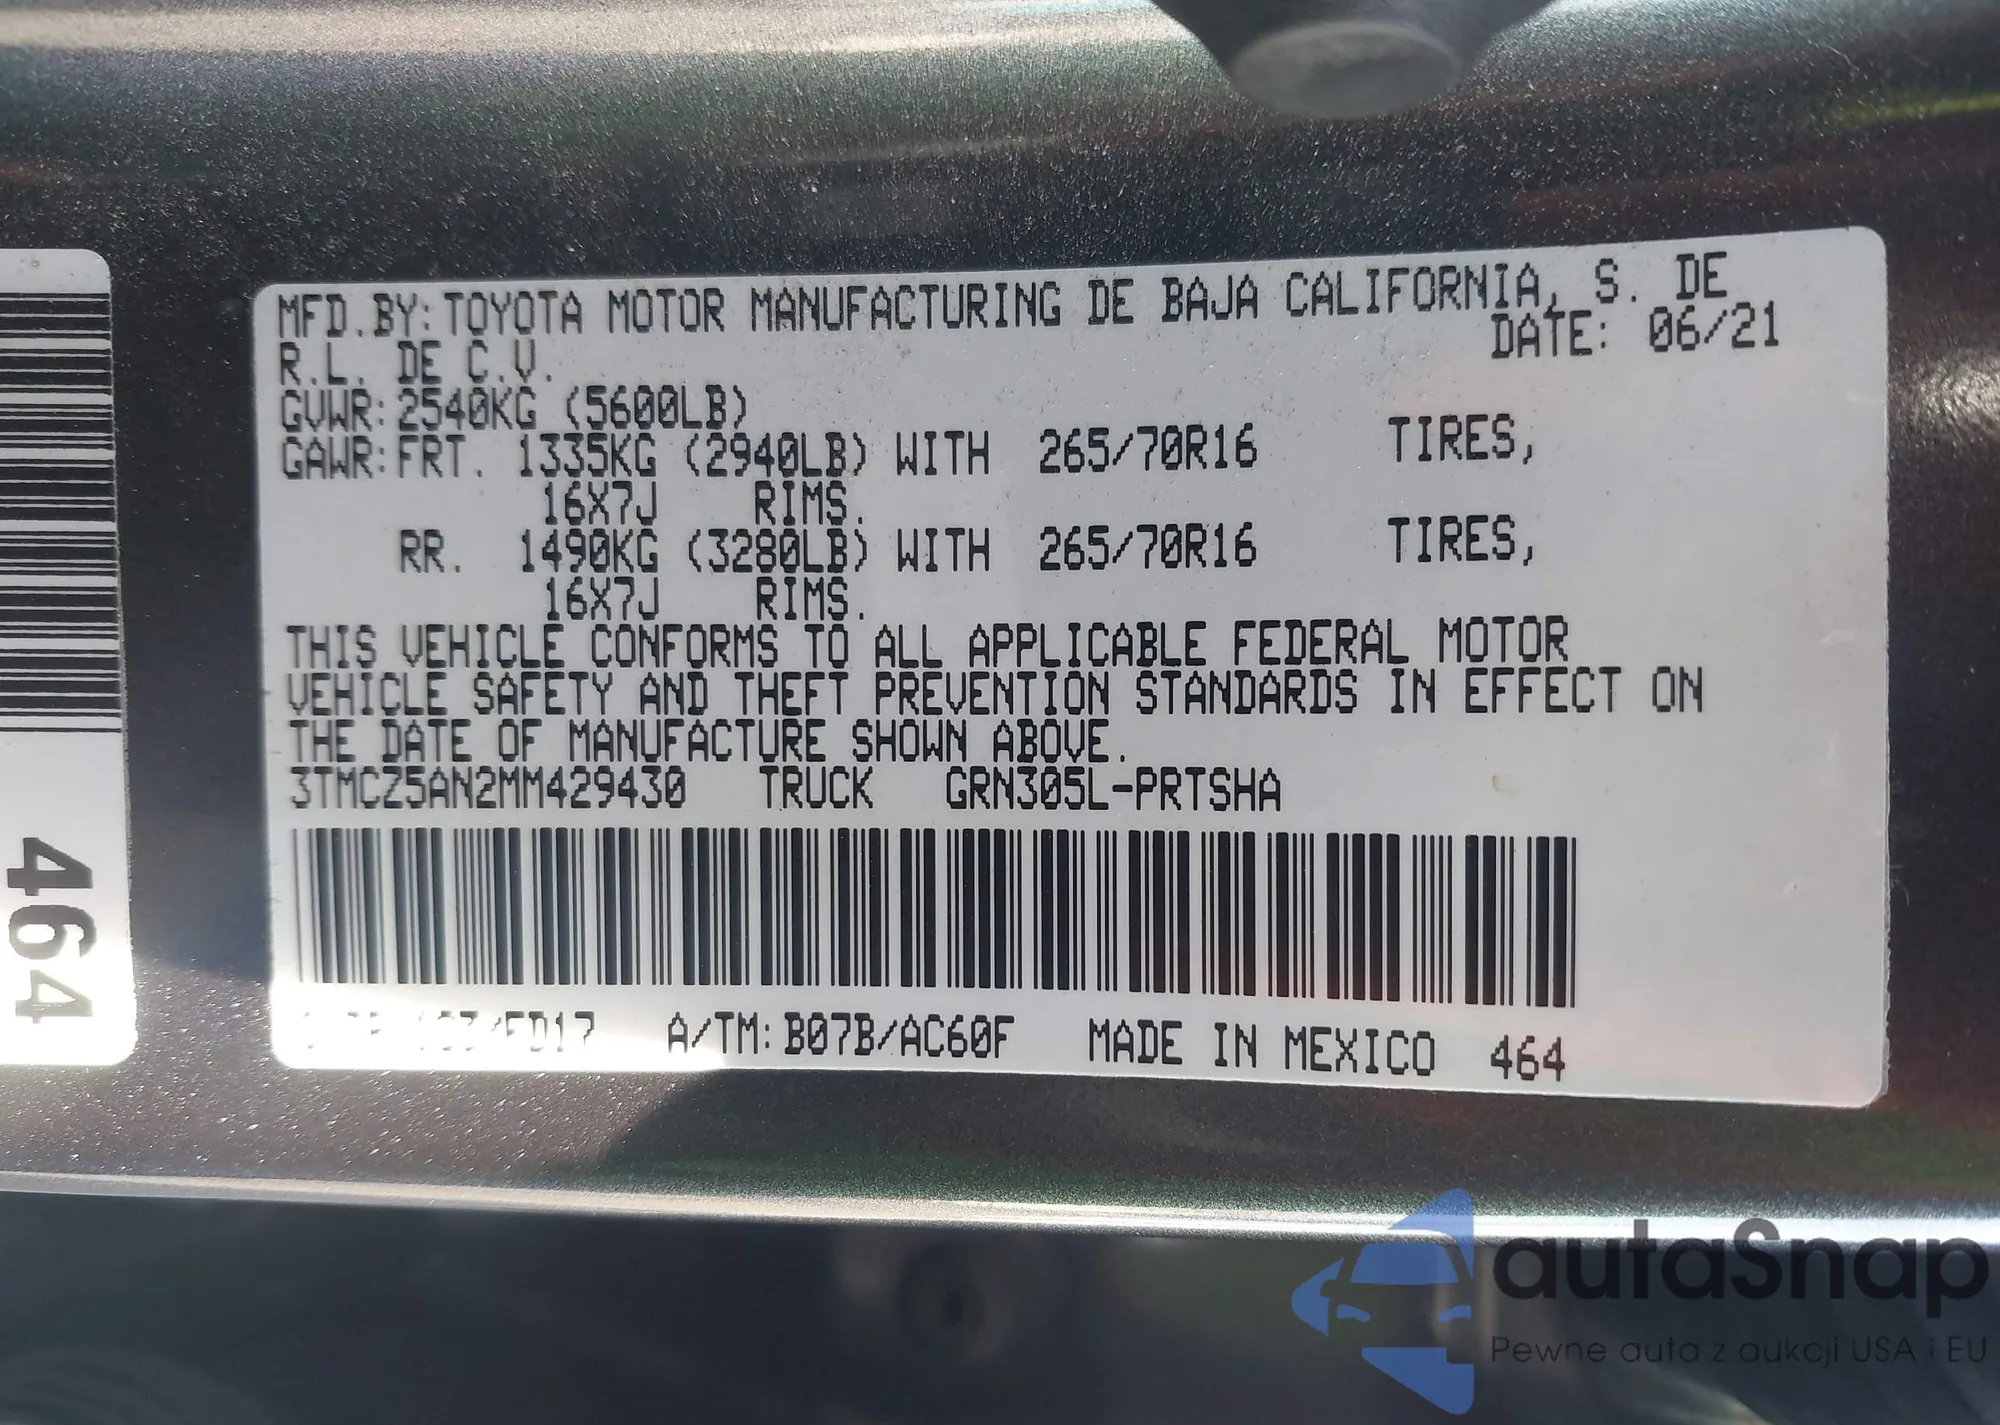 MFD.BY: TOYOTA MOTOR MANUFACTURING DE BAJA CALIFORNIA, S. DE
R.L. DE C.V. DATE: 06/21
GVWR: 2540KG (5600LB)
GAWR: FRT. 1335KG (2940LB) WITH 265/70R16 TIRES,
16X7J RIMS.
RR. 1490KG (3280LB) WITH 265/70R16 TIRES,
16X7J RIMS.
THIS VEHICLE CONFORMS TO ALL APPLICABLE FEDERAL MOTOR
VEHICLE SAFETY AND THEFT PREVENTION STANDARDS IN EFFECT ON
THE DATE OF MANUFACTURE SHOWN ABOVE.
3TMCZ5AN2MM429430 TRUCK GRN305L-PRTSHA
A/TM: B07B/AC60F MADE IN MEXICO 464
464
autaSnap
Pewne auta z aukcji USA i EU